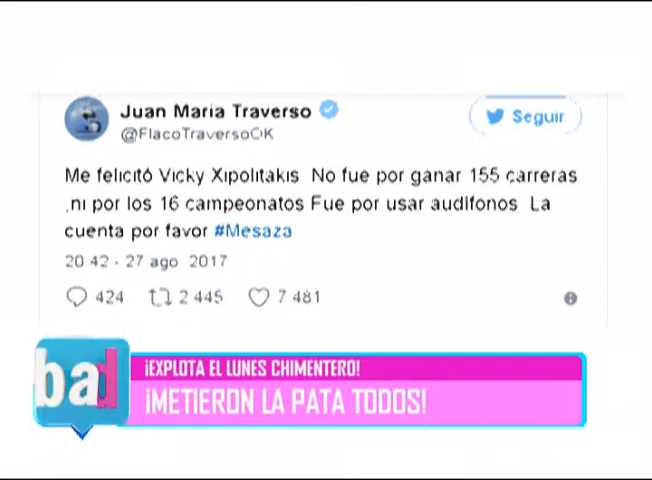 Juan Maria Traverso
@FlacoTraversoOK
Seguir
Me felicitó Vicky Xipolitakis. No fue por ganar 155 carreras
,ni por los 16 campeonatos Fue por usar audífonos La
cuenta por favor #Mesaza
20 42 - 27 ago 2017
424 2 445 7 481
bad
¡EXPLOTA EL LUNES CHIMENTERO!
¡METIERON LA PATA TODOS!